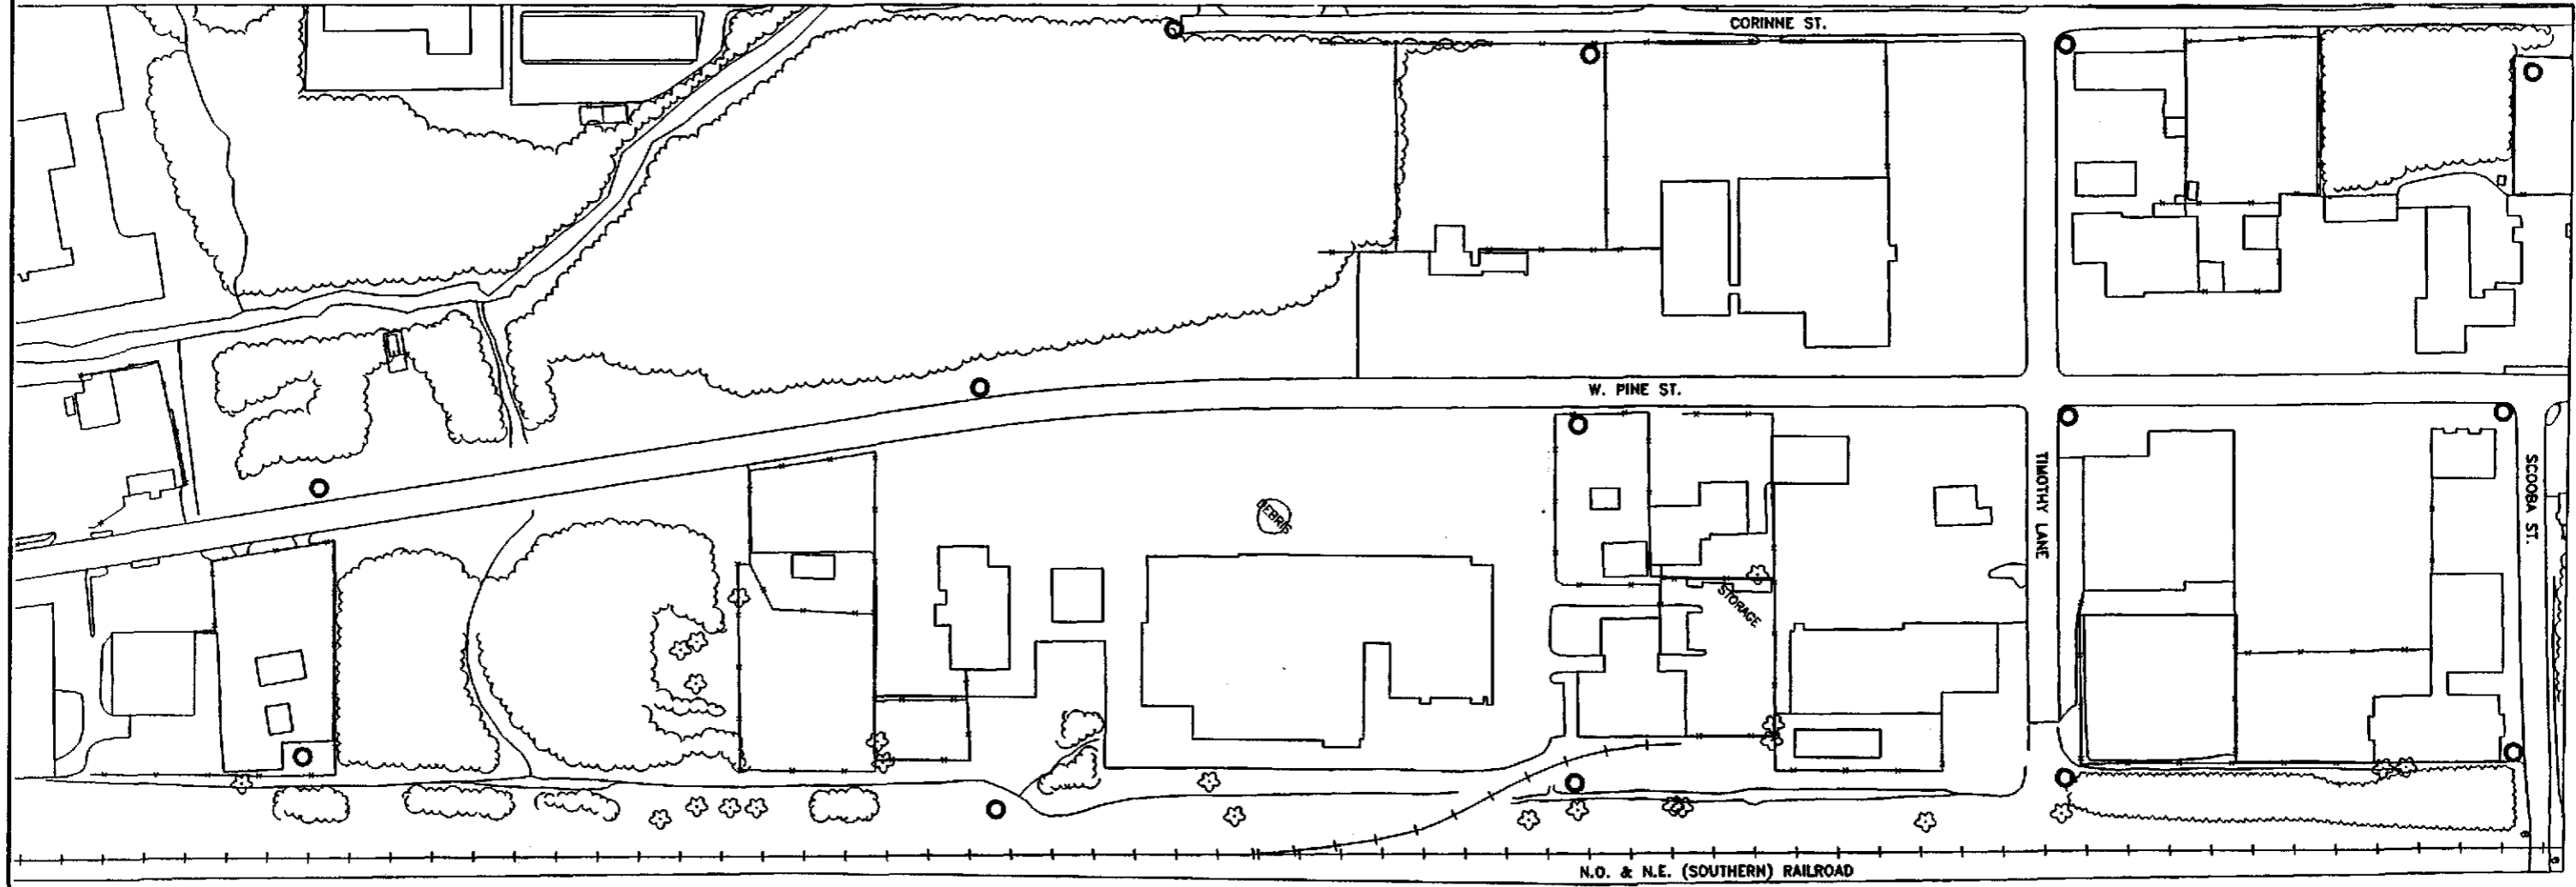 CORINNE ST.
W. PINE ST.
DEBRIS
STORAGE
TIMOTHY LANE
SCOOBA ST.
N.O. & N.E. (SOUTHERN) RAILROAD